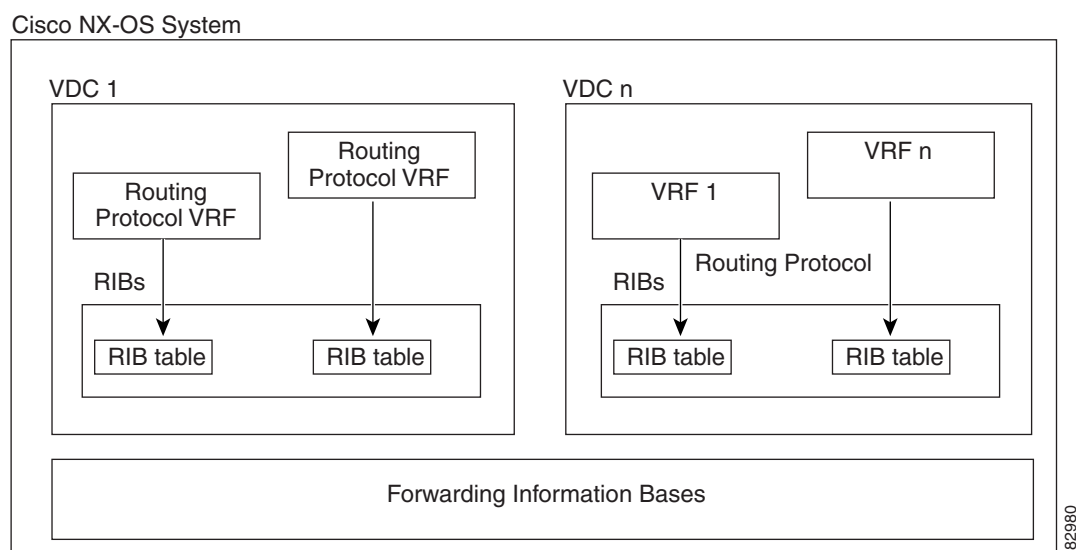 Cisco NX-OS System
VDC 1
Routing
Protocol VRF
Routing
Protocol VRF
RIBs
RIB table
RIB table
VDC n
VRF 1
VRF n
Routing Protocol
RIBs
RIB table
RIB table
Forwarding Information Bases
82980